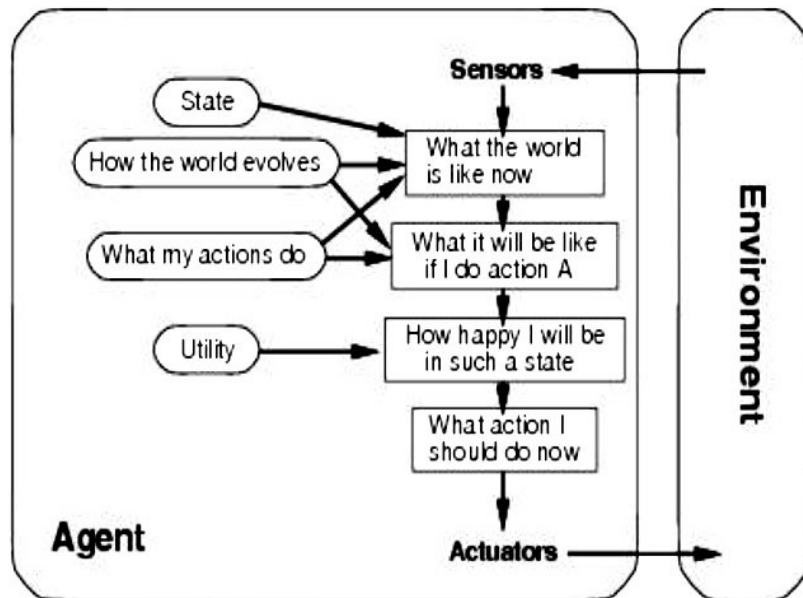 Sensors
State
What the world
is like now
How the world evolves
What my actions do
What it will be like
if I do action A
Utility
How happy I will be
in such a state
What action I
should do now
Agent
Actuators
Environment